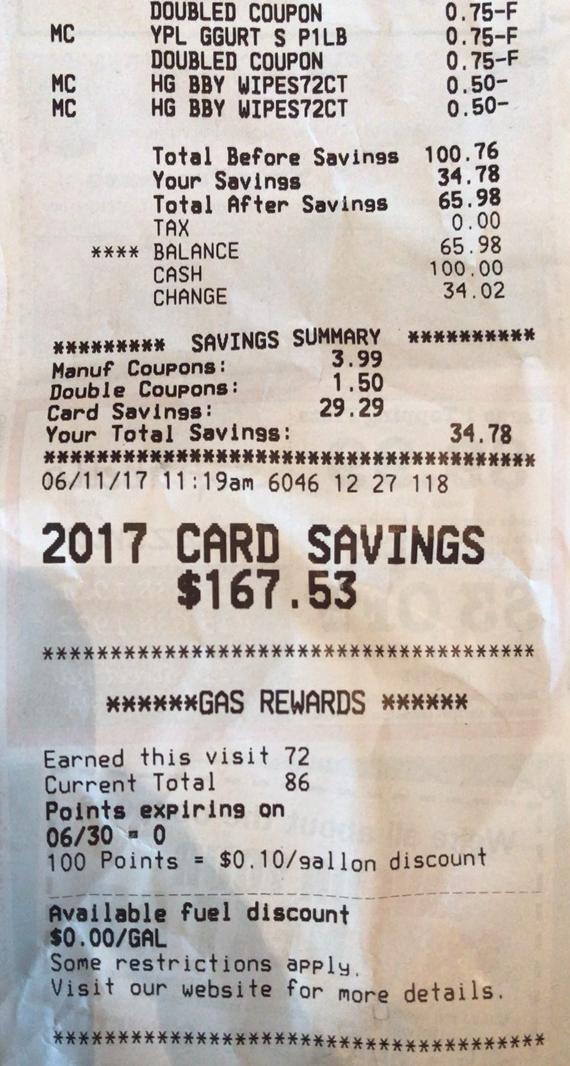 DOUBLED COUPON 0.75-F
MC YPL GGURT S P1LB 0.75-F
DOUBLED COUPON 0.75-F
MC HG BBY WIPES72CT 0.50-
MC HG BBY WIPES72CT 0.50-
Total Before Savings 100.76
Your Savings 34.78
Total After Savings 65.98
TAX 0.00
**** BALANCE 65.98
CASH 100.00
CHANGE 34.02
********* SAVINGS SUMMARY **********
Manuf Coupons: 3.99
Double Coupons: 1.50
Card Savings: 29.29
Your Total Savings: 34.78
**************************************
06/11/17 11:19am 6046 12 27 118
2017 CARD SAVINGS
$167.53
**************************************
******GAS REWARDS ******
Earned this visit 72
Current Total 86
Points expiring on
06/30 = 0
100 Points = $0.10/gallon discount
Available fuel discount
$0.00/GAL
Some restrictions apply.
Visit our website for more details.
**************************************